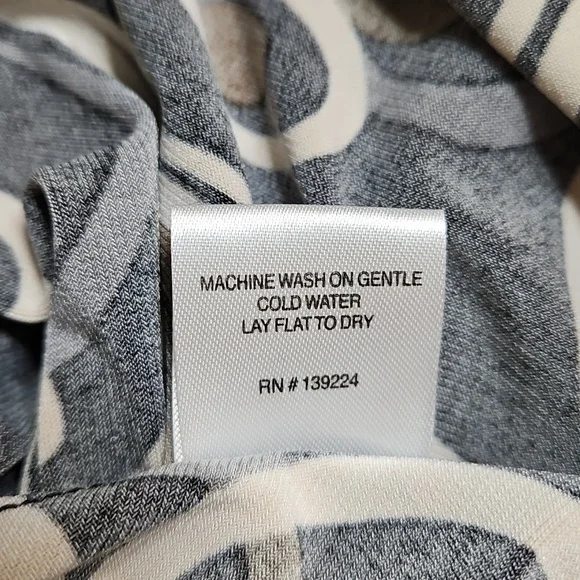 MACHINE WASH ON GENTLE
COLD WATER
LAY FLAT TO DRY
RN # 139224